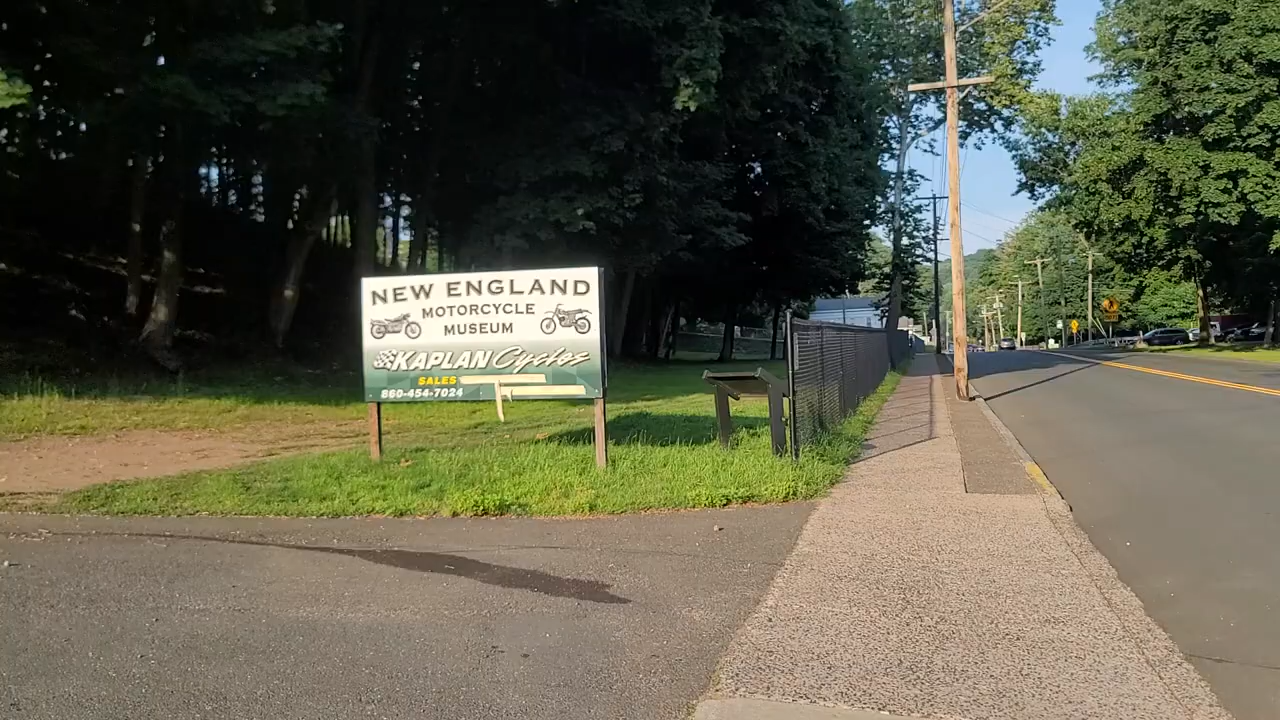 NEW ENGLAND
MOTORCYCLE
MUSEUM
KAPLAN Cycles
SALES
860-454-7024